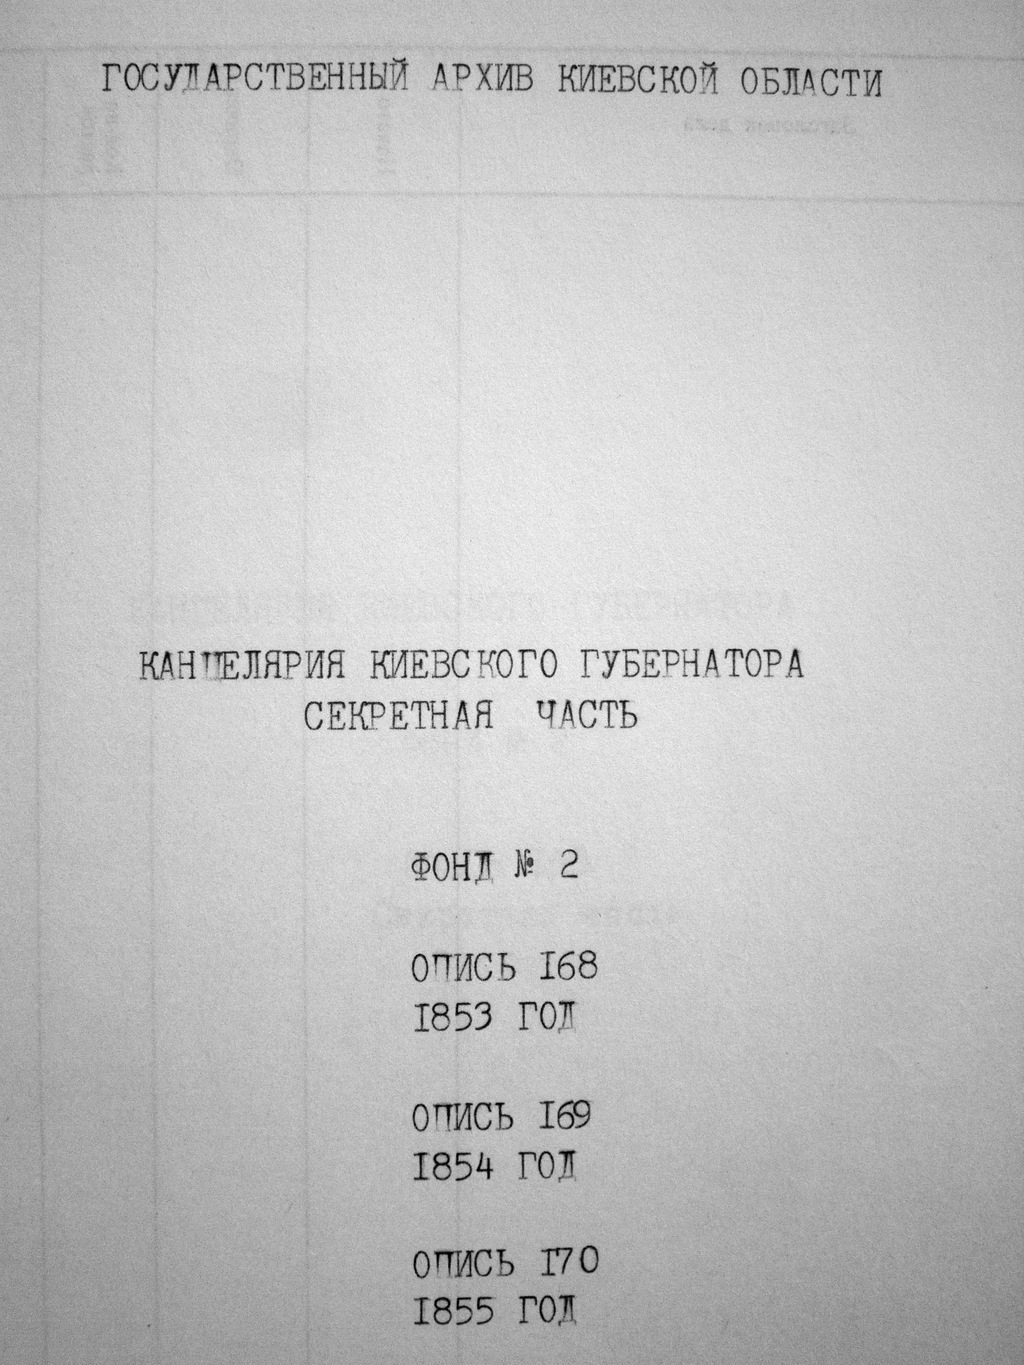 ГОСУДАРСТВЕННЫЙ АРХИВ КИЕВСКОЙ ОБЛАСТИ
КАНЦЕЛЯРИЯ КИЕВСКОГО ГУБЕРНАТОРА
СЕКРЕТНАЯ ЧАСТЬ
ФОНД № 2
ОПИСЬ 168
1853 ГОД
ОПИСЬ 169
1854 ГОД
ОПИСЬ 170
1855 ГОД